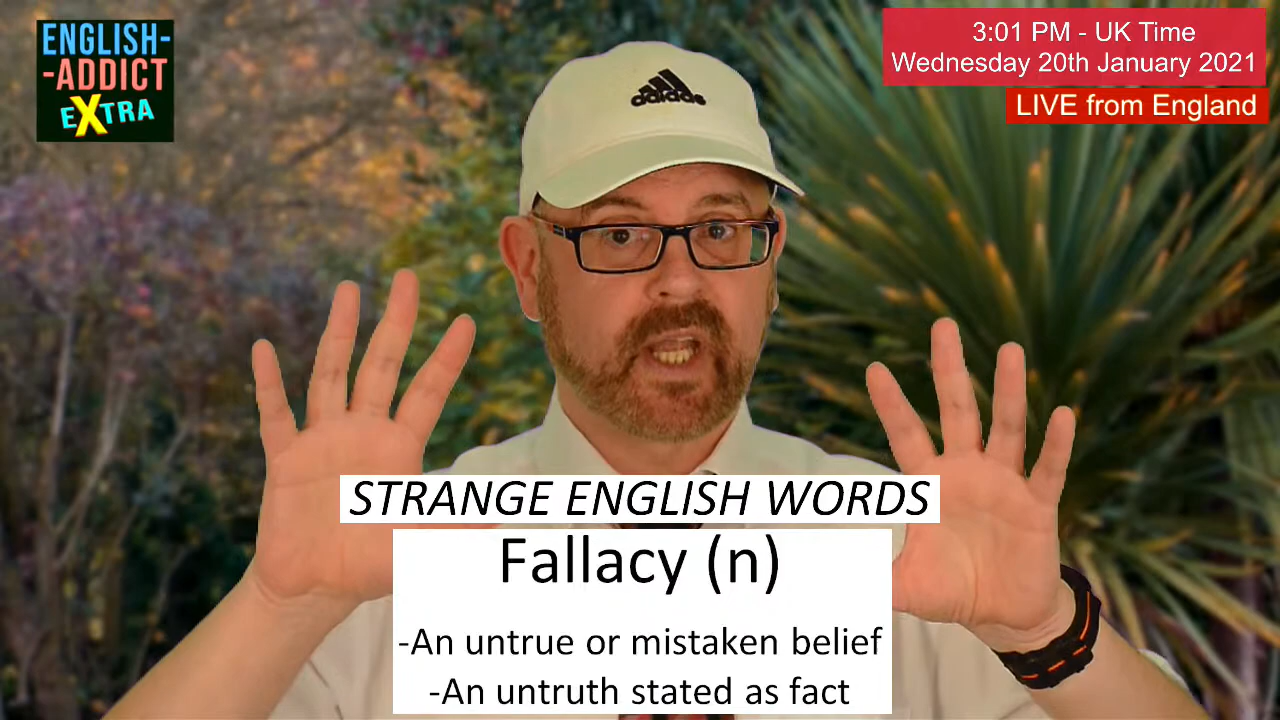 ENGLISH-
-ADDICT
EXTRA
3:01 PM - UK Time
Wednesday 20th January 2021
LIVE from England
adidas
STRANGE ENGLISH WORDS
Fallacy (n)
-An untrue or mistaken belief
-An untruth stated as fact